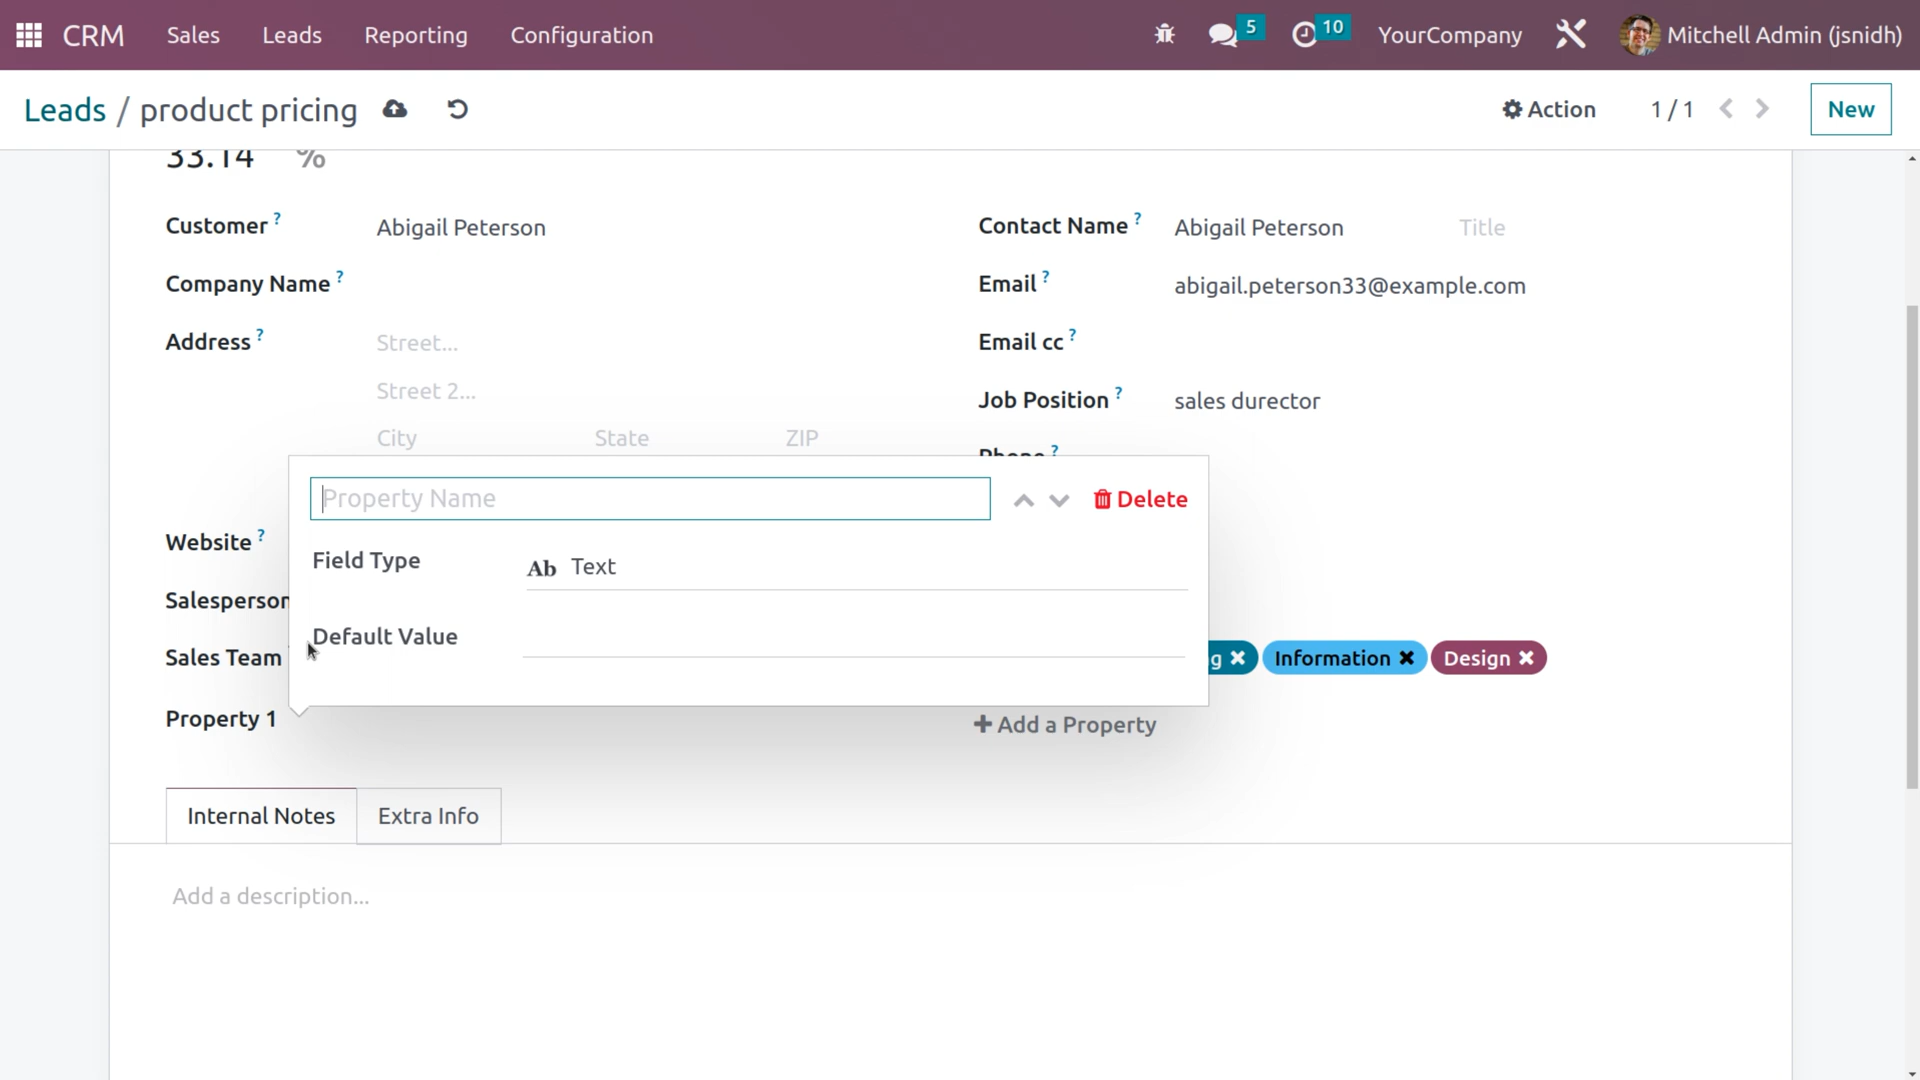 CRM Sales Leads Reporting Configuration 5 10 YourCompany Mitchell Admin (jsnidh)
Leads / product pricing Action 1 / 1 New
33.14 %
Customer ? Abigail Peterson Contact Name ? Abigail Peterson Title
Company Name ? Email ? abigail.peterson33@example.com
Address ? Street... Email cc ?
Street 2... Job Position ? sales durector
City State ZIP
Phone ?
Property Name Delete
Website ? Field Type Ab Text
Salesperson
Default Value
Sales Team g Information Design
Property 1 Add a Property
Internal Notes Extra Info
Add a description...